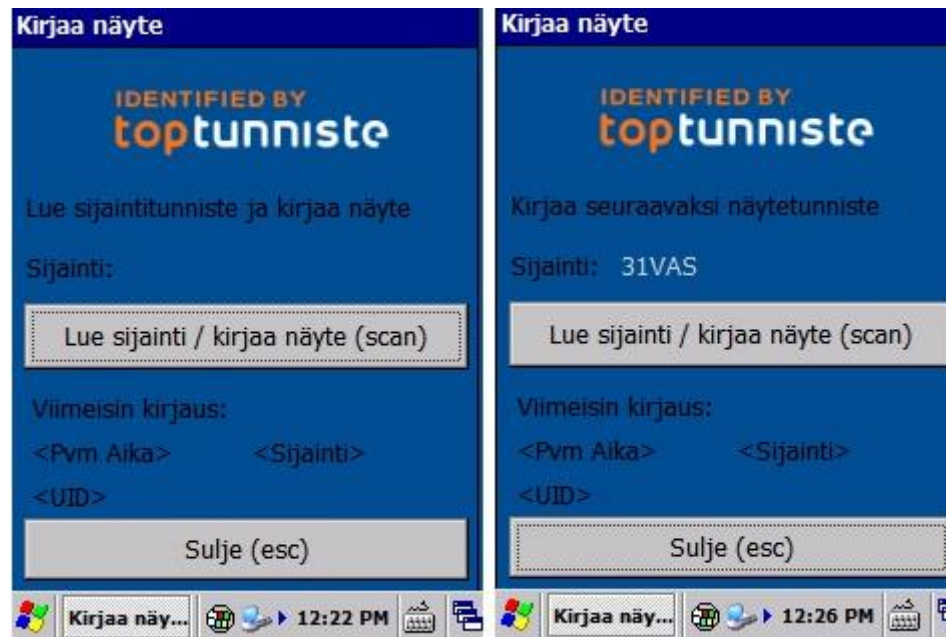 Kirjaa näyte
IDENTIFIED BY
toptunniste
Lue sijaintitunniste ja kirjaa näyte
Sijainti:
Lue sijainti / kirjaa näyte (scan)
Viimeisin kirjaus:
<Pvm Aika> <Sijainti>
<UID>
Sulje (esc)
Kirjaa näy... 12:22 PM
Kirjaa näyte
IDENTIFIED BY
toptunniste
Kirjaa seuraavaksi näytetunniste
Sijainti: 31VAS
Lue sijainti / kirjaa näyte (scan)
Viimeisin kirjaus:
<Pvm Aika> <Sijainti>
<UID>
Sulje (esc)
Kirjaa näy... 12:26 PM